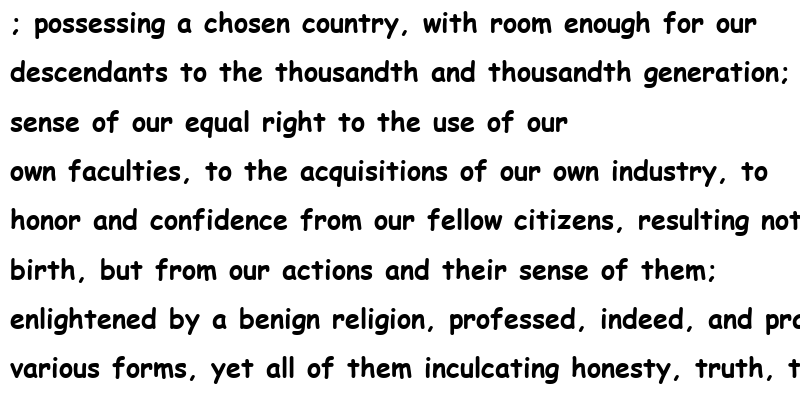 ; possessing a chosen country, with room enough for our
descendants to the thousandth and thousandth generation;
sense of our equal right to the use of our
own faculties, to the acquisitions of our own industry, to
honor and confidence from our fellow citizens, resulting not
birth, but from our actions and their sense of them;
enlightened by a benign religion, professed, indeed, and
various forms, yet all of them inculcating honesty, truth,